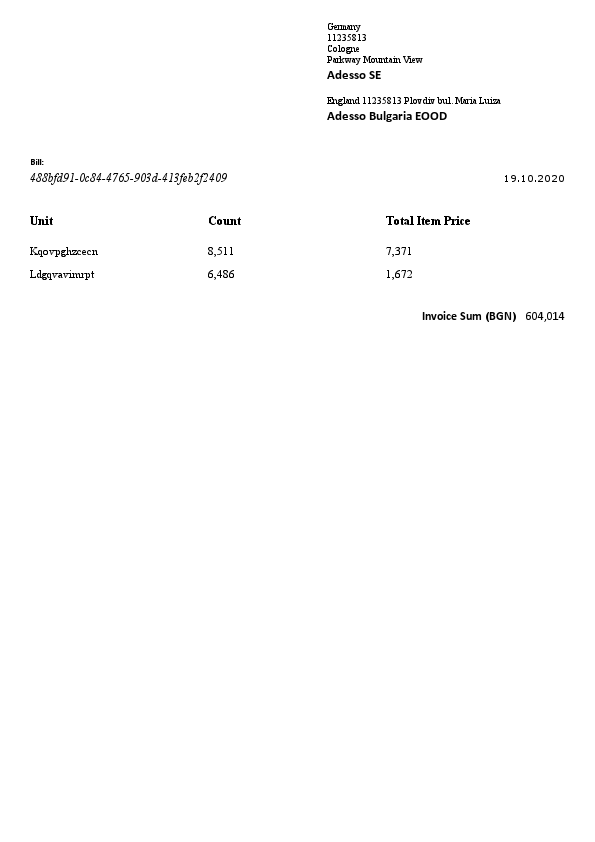 Germany
11235813
Cologne
Parkway Mountain View
Adesso SE
England 11235813 Plovdiv bul. Maria Luiza
Adesso Bulgaria EOOD
Bill:
488bfd91-0c84-4765-903d-413feb2f2409 19.10.2020
Unit Count Total Item Price
Kqovpghzcecn 8,511 7,371
Ldgqvavimrpt 6,486 1,672
Invoice Sum (BGN) 604,014